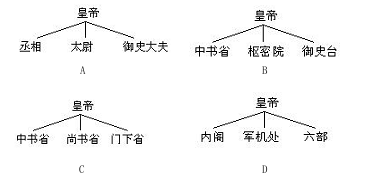 皇帝
丞相 太尉 御史大夫
A
皇帝
中书省 枢密院 御史台
B
皇帝
中书省 尚书省 门下省
C
皇帝
内阁 军机处 六部
D